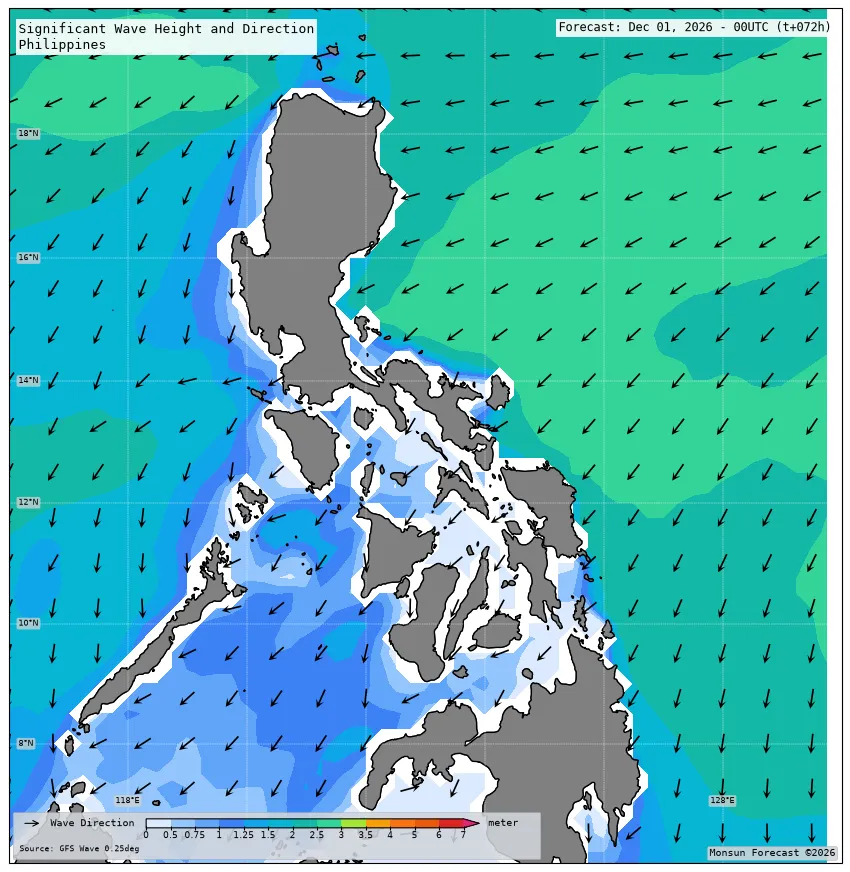 Significant Wave Height and Direction
Philippines
Forecast: Dec 01, 2026 - 00UTC (t+072h)
18°N
16°N
14°N
12°N
10°N
8°N
118°E
128°E
Wave Direction
0 0.5 0.75 1 1.25 1.5 2 2.5 3 3.5 4 5 6 7
meter
Source: GFS Wave 0.25deg
Monsun Forecast ©2026